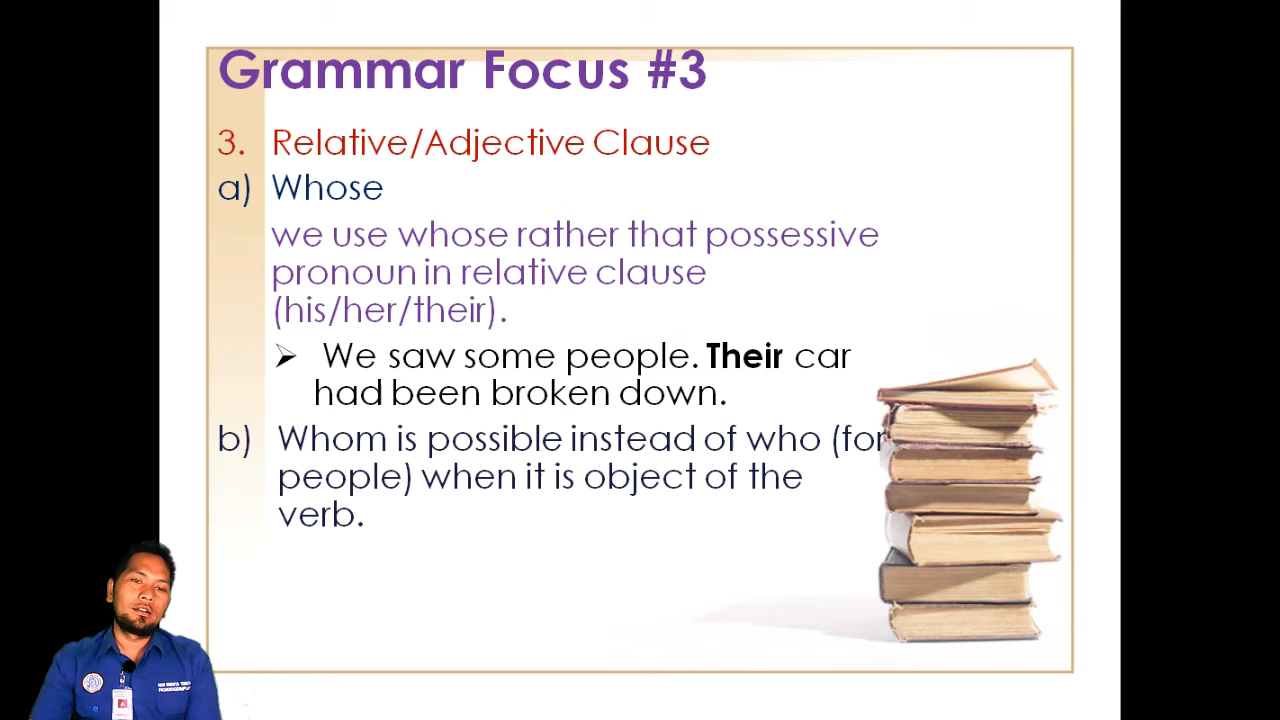 Grammar Focus #3
3. Relative/Adjective Clause
a) Whose
we use whose rather that possessive
pronoun in relative clause
(his/her/their).
➢ We saw some people. Their car
had been broken down.
b) Whom is possible instead of who (for
people) when it is object of the
verb.